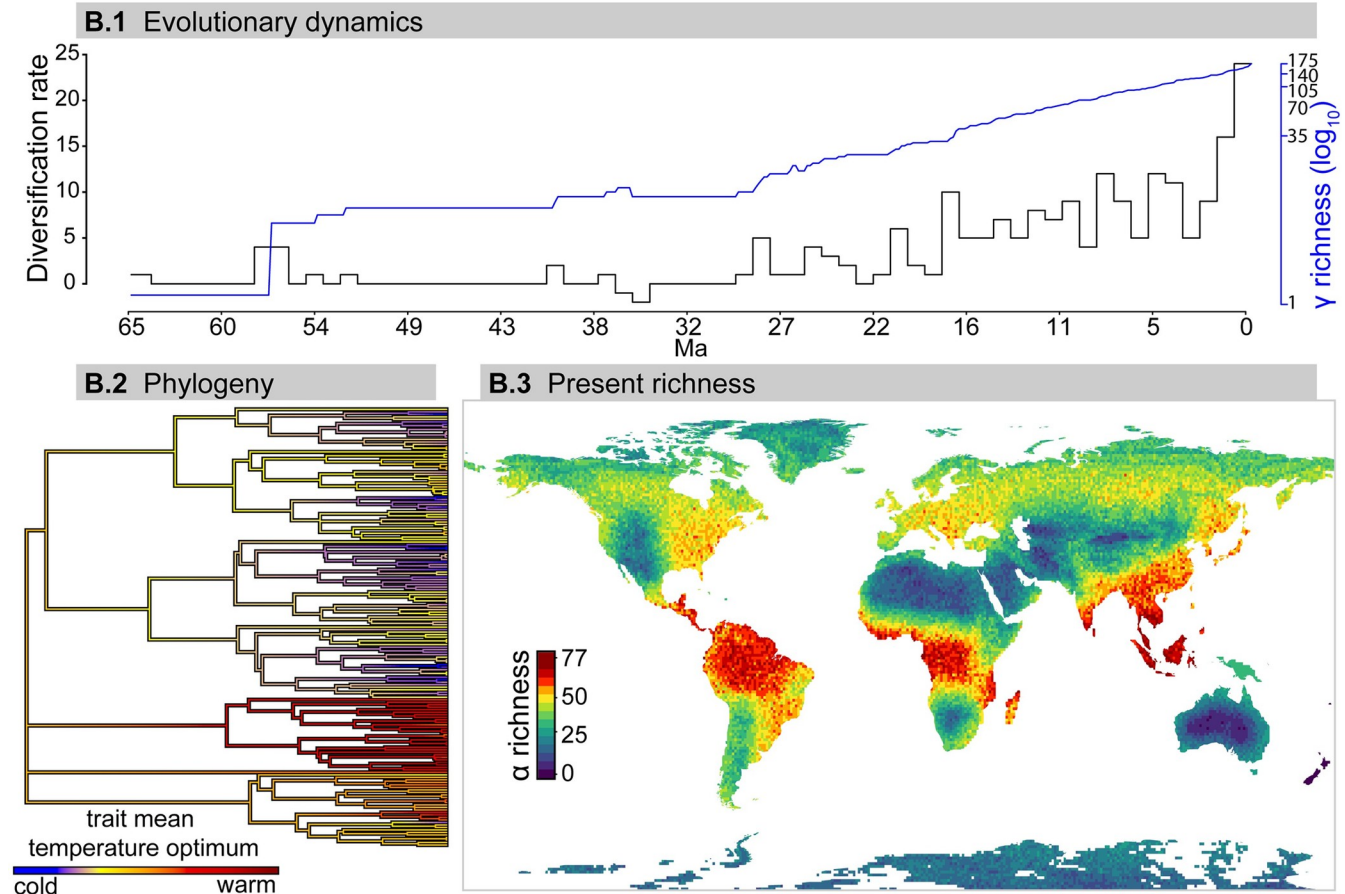 B.1 Evolutionary dynamics
Diversification rate
25
20
15
10
5
0
175
140
105
70
35
1
γ richness (log10)
65 60 54 49 43 38 32 27 22 16 11 5 0
Ma
B.2 Phylogeny
trait mean
temperature optimum
cold warm
B.3 Present richness
α richness
77
50
25
0